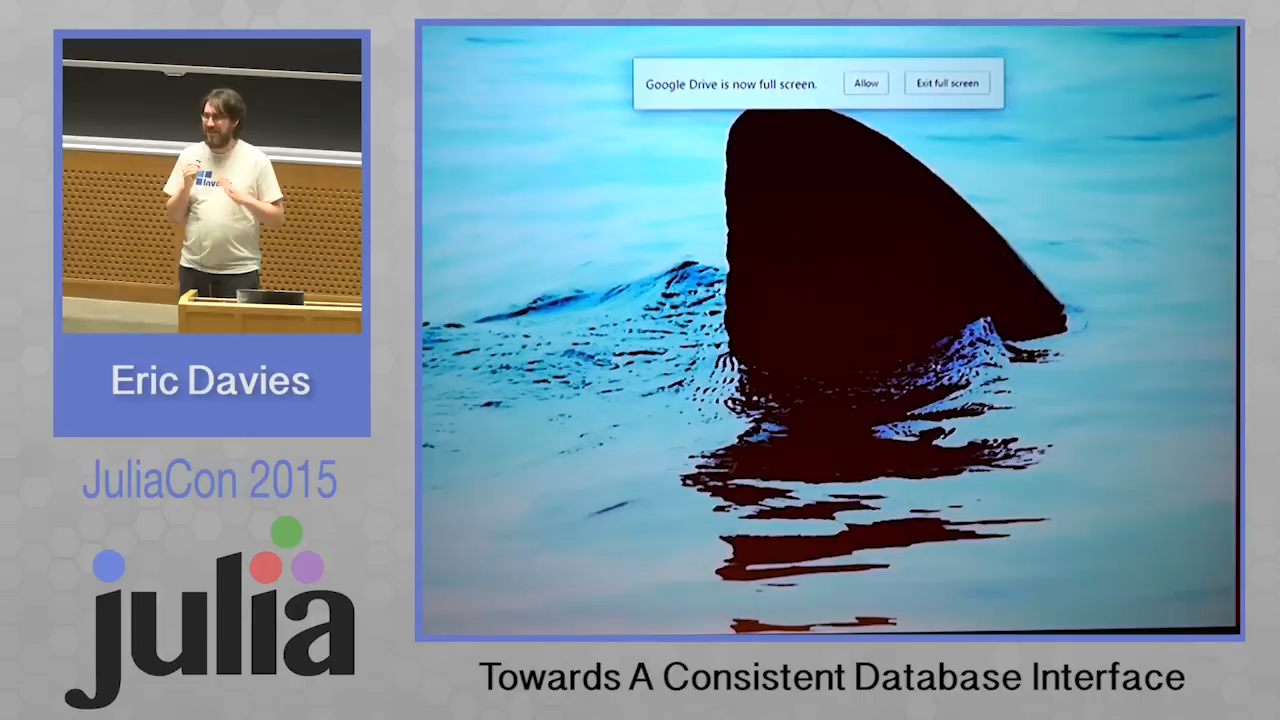 Google Drive is now full screen. Allow Exit full screen
Eric Davies
JuliaCon 2015
julia
Towards A Consistent Database Interface